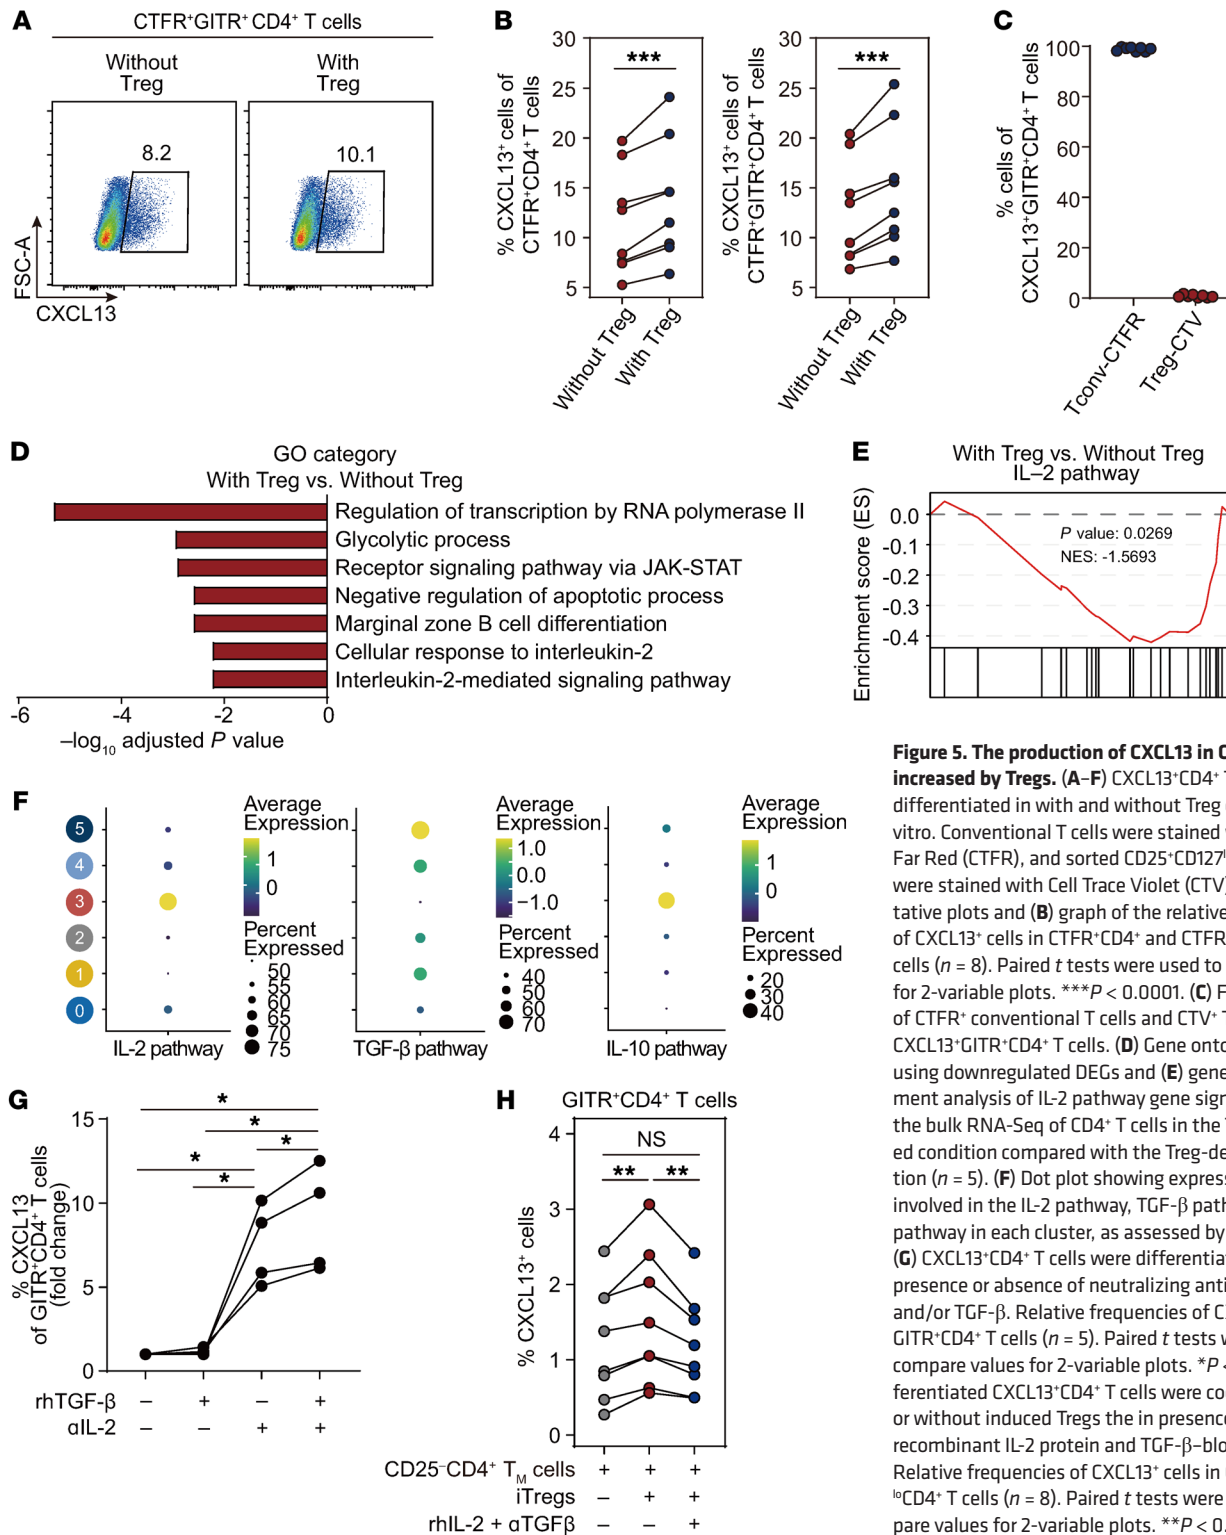 A
CTFR⁺GITR⁺ CD4⁺ T cells
Without Treg
With Treg
8.2
10.1
FSC-A
CXCL13
B
% CXCL13⁺ cells of
CTFR⁺CD4⁺ T cells
30
25
20
15
10
5
***
Without Treg
With Treg
% CXCL13⁺ cells of
CTFR⁺GITR⁺CD4⁺ T cells
30
25
20
15
10
5
***
Without Treg
With Treg
C
% cells of
CXCL13⁺GITR⁺CD4⁺ T cells
100
80
60
40
20
0
Tconv-CTFR
Treg-CTV
D
GO category
With Treg vs. Without Treg
Regulation of transcription by RNA polymerase II
Glycolytic process
Receptor signaling pathway via JAK-STAT
Negative regulation of apoptotic process
Marginal zone B cell differentiation
Cellular response to interleukin-2
Interleukin-2-mediated signaling pathway
-6 -4 -2 0
–log₁₀ adjusted P value
E
With Treg vs. Without Treg
IL–2 pathway
Enrichment score (ES)
0.0
-0.1
-0.2
-0.3
-0.4
P value: 0.0269
NES: -1.5693
F
5
4
3
2
1
0
IL-2 pathway
Average
Expression
1
0
Percent
Expressed
50
55
60
65
70
75
TGF-β pathway
Average
Expression
1.0
0.0
−1.0
Percent
Expressed
40
50
60
70
IL-10 pathway
Average
Expression
1
0
Percent
Expressed
20
30
40
G
% CXCL13
of GITR⁺CD4⁺ T cells
(fold change)
15
10
5
0
* * * * *
rhTGF-β – + – +
αIL-2 – – + +
H
GITR⁺CD4⁺ T cells
% CXCL13⁺ cells
4
3
2
1
0
NS
** **
CD25⁻CD4⁺ T_M cells + + +
iTregs – + +
rhIL-2 + αTGFβ +
Figure 5. The production of CXCL13 in C
increased by Tregs. (A–F) CXCL13⁺CD4⁺ T
differentiated in with and without Treg
vitro. Conventional T cells were stained
Far Red (CTFR), and sorted CD25⁺CD127ˡ
were stained with Cell Trace Violet (CTV)
tative plots and (B) graph of the relative
of CXCL13⁺ cells in CTFR⁺CD4⁺ and CTFR
cells (n = 8). Paired t tests were used to
for 2-variable plots. ***P < 0.0001. (C) F
of CTFR⁺ conventional T cells and CTV⁺ T
CXCL13⁺GITR⁺CD4⁺ T cells. (D) Gene onto
using downregulated DEGs and (E) gene
ment analysis of IL-2 pathway gene sign
the bulk RNA-Seq of CD4⁺ T cells in the T
ed condition compared with the Treg-de
tion (n = 5). (F) Dot plot showing express
involved in the IL-2 pathway, TGF-β path
pathway in each cluster, as assessed by
(G) CXCL13⁺CD4⁺ T cells were differentia
presence or absence of neutralizing anti
and/or TGF-β. Relative frequencies of C
GITR⁺CD4⁺ T cells (n = 5). Paired t tests w
compare values for 2-variable plots. *P <
ferentiated CXCL13⁺CD4⁺ T cells were co
or without induced Tregs the in presence
recombinant IL-2 protein and TGF-β–blo
Relative frequencies of CXCL13⁺ cells in
ˡᵒCD4⁺ T cells (n = 8). Paired t tests were
pare values for 2-variable plots. **P < 0.